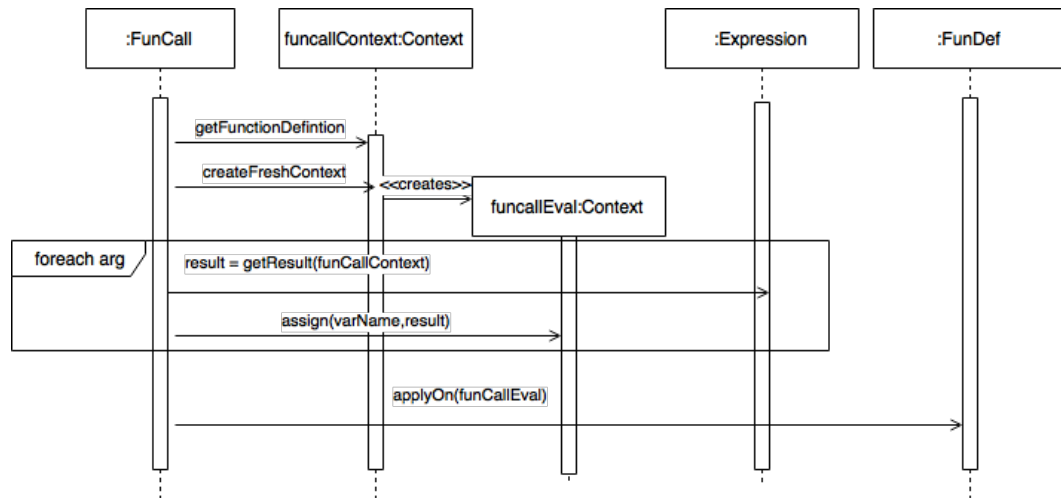 :FunCall
funcallContext:Context
:Expression
:FunDef
getFunctionDefintion
createFreshContext
<<creates>>
funcallEval:Context
foreach arg
result = getResult(funCallContext)
assign(varName,result)
applyOn(funCallEval)